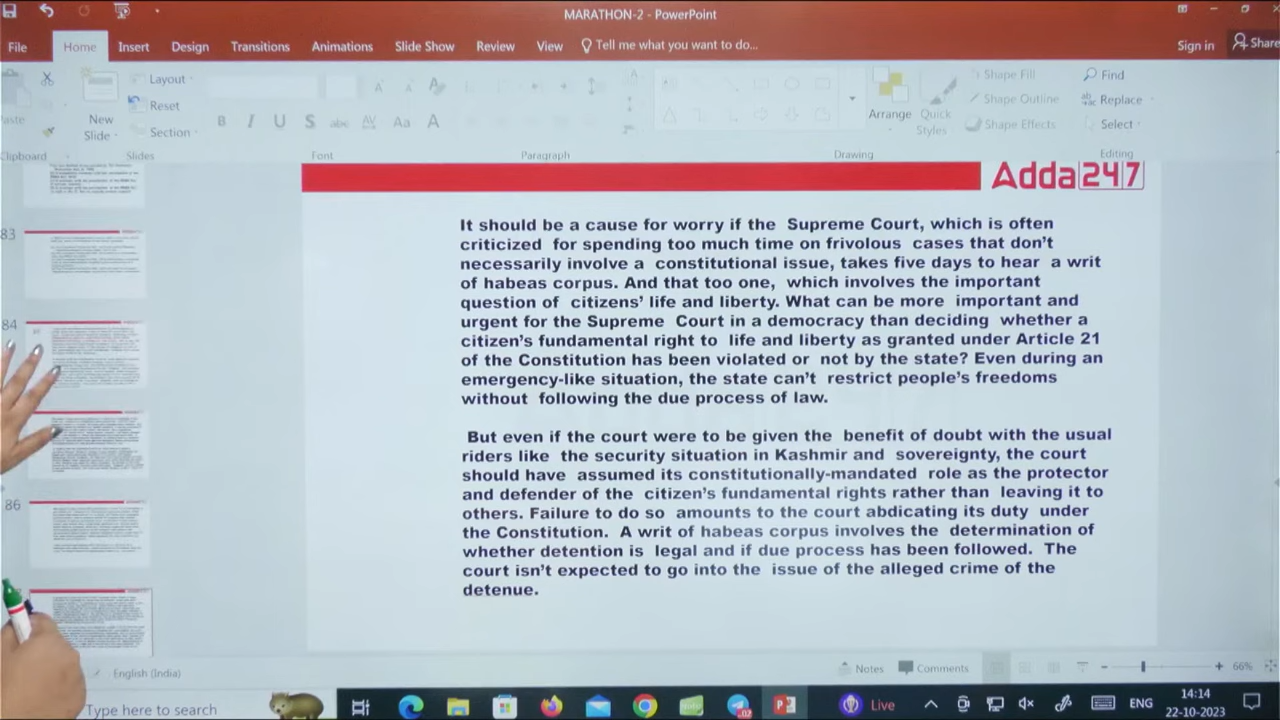 MARATHON-2 - PowerPoint
File Home Insert Design Transitions Animations Slide Show Review View Tell me what you want to do... Sign in Share
Layout
Reset
Section
New
Slide
Shape Fill
Shape Outline
Shape Effects
Arrange
Quick
Styles
Find
Replace
Select
Clipboard Slides Font Paragraph Drawing Editing
Adda247
It should be a cause for worry if the Supreme Court, which is often
criticized for spending too much time on frivolous cases that don't
necessarily involve a constitutional issue, takes five days to hear a writ
of habeas corpus. And that too one, which involves the important
question of citizens' life and liberty. What can be more important and
urgent for the Supreme Court in a democracy than deciding whether a
citizen's fundamental right to life and liberty as granted under Article 21
of the Constitution has been violated or not by the state? Even during an
emergency-like situation, the state can't restrict people's freedoms
without following the due process of law.
But even if the court were to be given the benefit of doubt with the usual
riders like the security situation in Kashmir and sovereignty, the court
should have assumed its constitutionally-mandated role as the protector
and defender of the citizen's fundamental rights rather than leaving it to
others. Failure to do so amounts to the court abdicating its duty under
the Constitution. A writ of habeas corpus involves the determination of
whether detention is legal and if due process has been followed. The
court isn't expected to go into the issue of the alleged crime of the
detenue.
83
84
86
English (India)
Notes Comments 66%
Type here to search
Live
ENG
14:14
22-10-2023